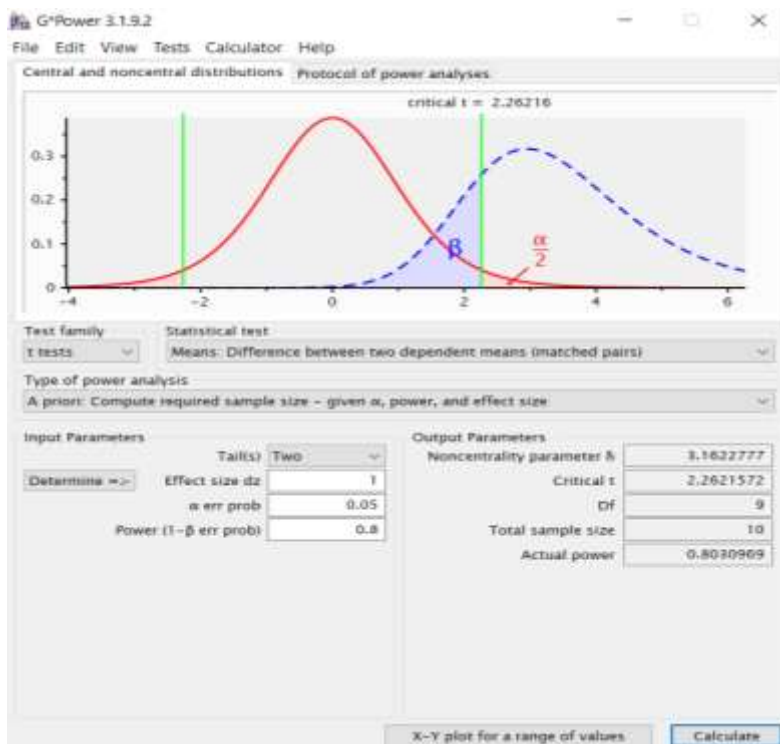 G*Power 3.1.9.2
File Edit View Tests Calculator Help
Central and noncentral distributions Protocol of power analyses
critical t = 2.26216
0.3
0.2
0.1
0
β
α
2
-4 -2 0 2 4 6
Test family Statistical test
t tests Means: Difference between two dependent means (matched pairs)
Type of power analysis
A priori: Compute required sample size - given α, power, and effect size
Input Parameters Output Parameters
Tail(s) Two Noncentrality parameter δ 3.1622777
Determine => Effect size dz 1 Critical t 2.2621572
α err prob 0.05 Df 9
Power (1-β err prob) 0.8 Total sample size 10
Actual power 0.8030969
X-Y plot for a range of values Calculate